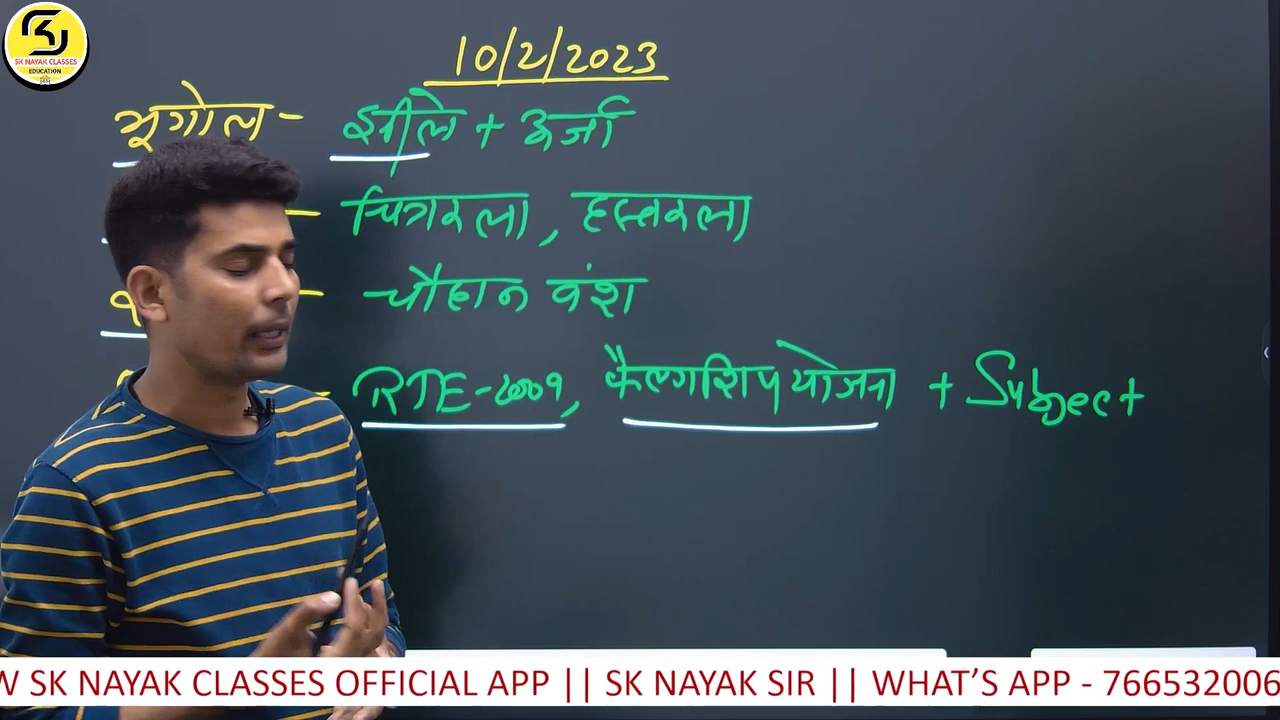 SK NAYAK CLASSES
EDUCATION
10/2/2023
भूगोल - झीले + ऊर्जा
- चित्रकला, हस्तकला
- चौहान वंश
- RTE-2009, फैलोशिप योजना + Subject
W SK NAYAK CLASSES OFFICIAL APP || SK NAYAK SIR || WHAT'S APP - 766532006